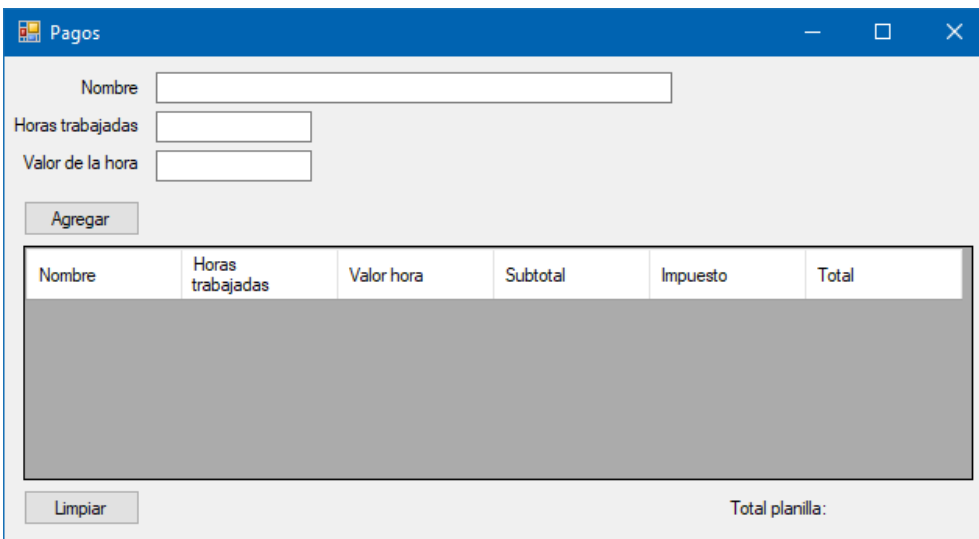 Pagos
Nombre
Horas trabajadas
Valor de la hora
Agregar
Nombre
Horas
trabajadas
Valor hora
Subtotal
Impuesto
Total
Limpiar
Total planilla: